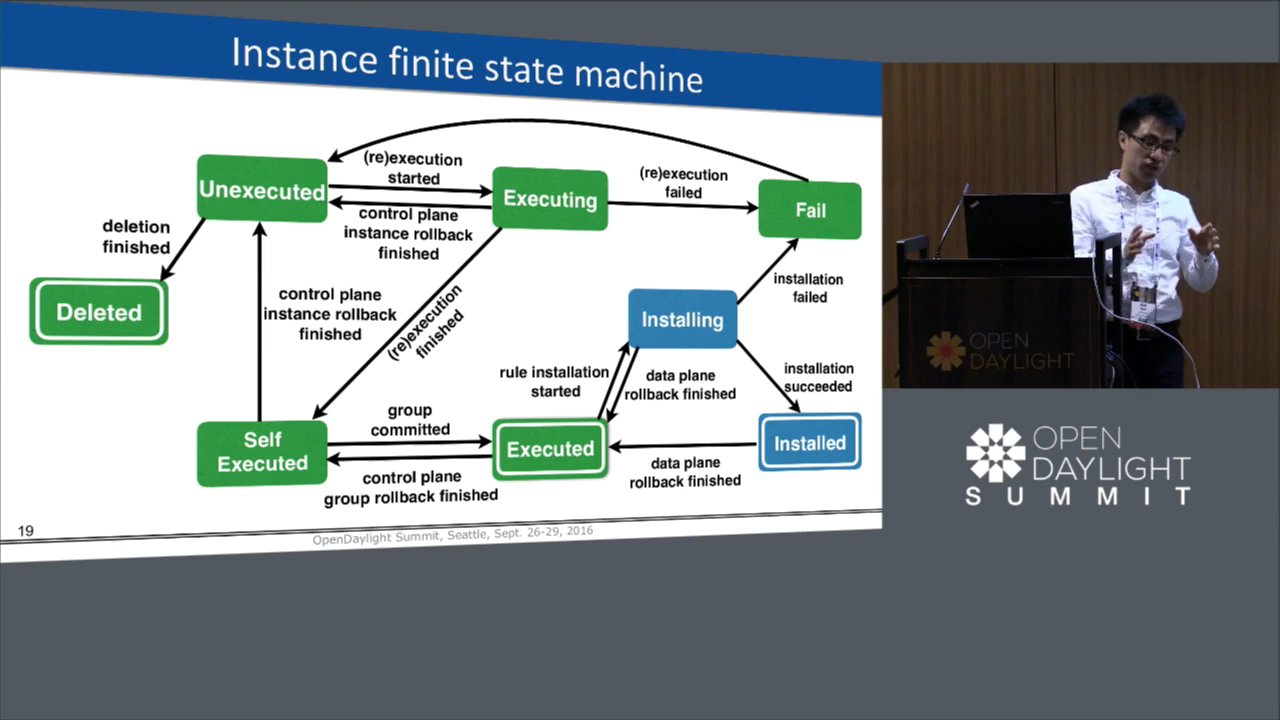 Instance finite state machine
(re)execution
started
Unexecuted
Executing
(re)execution
failed
Fail
control plane
instance rollback
finished
deletion
finished
Deleted
control plane
instance rollback
finished
(re)execution
finished
Installing
installation
failed
rule installation
started
data plane
rollback finished
installation
succeeded
Self
Executed
group
committed
control plane
group rollback finished
Executed
data plane
rollback finished
Installed
19
OpenDaylight Summit, Seattle, Sept. 26-29, 2016
OPEN
DAYLIGHT
OPEN
DAYLIGHT
SUMMIT